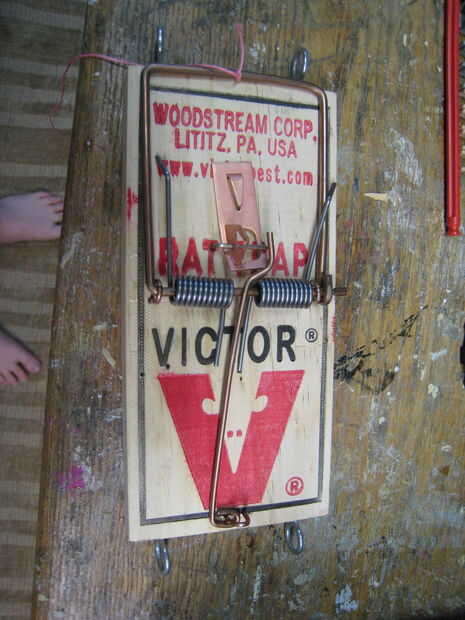 WOODSTREAM CORP.
LITITZ, PA, USA
RAT
VICTOR ®
®